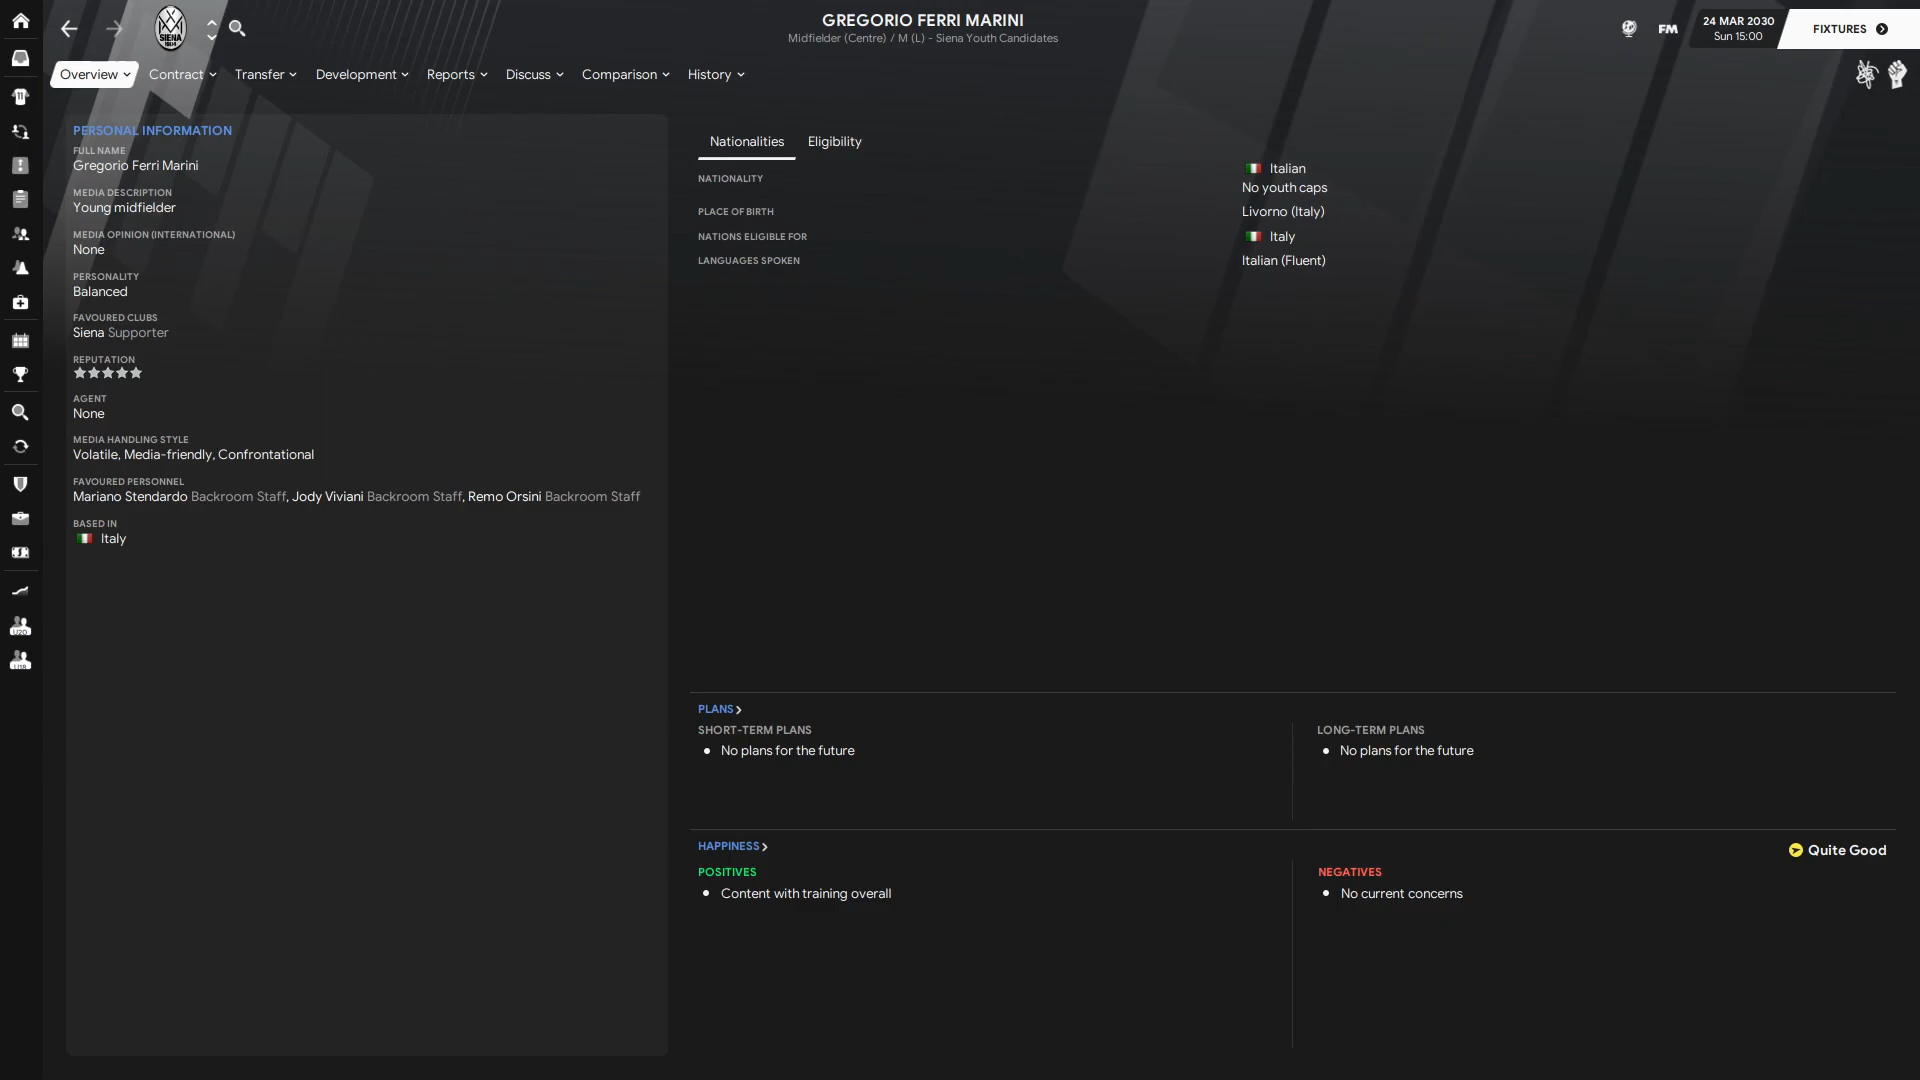 GREGORIO FERRI MARINI
Midfielder (Centre) / M (L) - Siena Youth Candidates
SIENA
1904
FM
24 MAR 2030
Sun 15:00
FIXTURES
Overview
Contract
Transfer
Development
Reports
Discuss
Comparison
History
PERSONAL INFORMATION
FULL NAME
Gregorio Ferri Marini
MEDIA DESCRIPTION
Young midfielder
MEDIA OPINION (INTERNATIONAL)
None
PERSONALITY
Balanced
FAVOURED CLUBS
Siena Supporter
REPUTATION
AGENT
None
MEDIA HANDLING STYLE
Volatile, Media-friendly, Confrontational
FAVOURED PERSONNEL
Mariano Stendardo Backroom Staff, Jody Viviani Backroom Staff, Remo Orsini Backroom Staff
BASED IN
Italy
Nationalities
Eligibility
NATIONALITY
Italian
No youth caps
PLACE OF BIRTH
Livorno (Italy)
NATIONS ELIGIBLE FOR
Italy
LANGUAGES SPOKEN
Italian (Fluent)
PLANS
SHORT-TERM PLANS
No plans for the future
LONG-TERM PLANS
No plans for the future
HAPPINESS
Quite Good
POSITIVES
Content with training overall
NEGATIVES
No current concerns
11
U20
U18